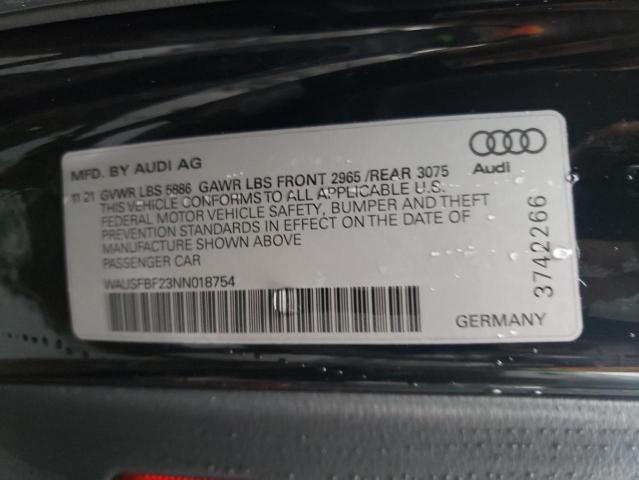 MFD. BY AUDI AG
11 21 GVWR LBS 5886 GAWR LBS FRONT 2965 /REAR 3075
THIS VEHICLE CONFORMS TO ALL APPLICABLE U.S.
FEDERAL MOTOR VEHICLE SAFETY, BUMPER AND THEFT
PREVENTION STANDARDS IN EFFECT ON THE DATE OF
MANUFACTURE SHOWN ABOVE
PASSENGER CAR
WAUSFBF23NN018754
GERMANY
Audi
3742266